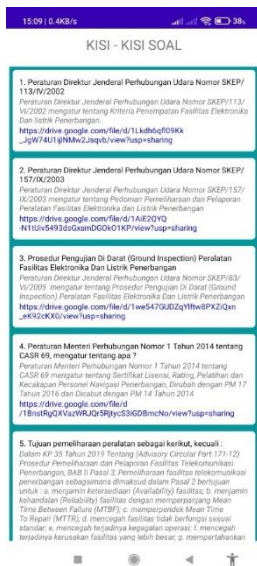 15:09 | 0.4KB/s
38%
KISI - KISI SOAL
1. Peraturan Direktur Jenderal Perhubungan Udara Nomor SKEP/
113/IV/2002
Peraturan Direktur Jenderal Perhubungan Udara Nomor SKEP/113/
VI/2002 mengatur tentang Kriteria Penempatan Fasilitas Elektronika
Dan listrik Penerbangan.
https://drive.google.com/file/d/1Lkdh6qfl09Kk
_JgW74U1ijlNMw2Jsqvb/view?usp=sharing
2. Peraturan Direktur Jenderal Perhubungan Udara Nomor SKEP/
157/IX/2003
Peraturan Direktur Jenderal Perhubungan Udara Nomor SKEP/157/
IX/2003 mengatur tentang Pedoman Pemeliharaan dan Pelaporan
Peralatan Fasilitas Elektronika dan Listrik Penerbangan
https://drive.google.com/file/d/1AiE2QYQ
-N1tUiv5493dsGxsmDGOkO1KP/view?usp=sharing
3. Prosedur Pengujian Di Darat (Ground Inspection) Peralatan
Fasilitas Elektronika Dan Listrik Penerbangan
Peraturan Direktur Jenderal Perhubungan Udara Nomor SKEP/83/
VI/2005 mengatur tentang Prosedur Pengujian Di Darat (Ground
Inspection) Peralatan Fasilitas Elektronika Dan Listrik Penerbangan
https://drive.google.com/file/d/1we547GUDZqYlftw8PXZiQxn
_eK92cKX0/view?usp=sharing
4. Peraturan Menteri Perhubungan Nomor 1 Tahun 2014 tentang
CASR 69, mengatur tentang apa ?
Peraturan Menteri Perhubungan Nomor 1 Tahun 2014 tentang
CASR 69 mengatur tentang Sertifikat Lisensi, Rating, Pelatihan dan
Kecakapan Personel Navigasi Penerbangan, Dirubah dengan PM 17
Tahun 2016 dan Dicabut dengan PM 14 Tahun 2014
https://drive.google.com/file/d
/1BnstRgQXVazWRJQr5RjtycS3iGDBmcNo/view?usp=sharing
5. Tujuan pemeliharaan peralatan sebagai kerikut, kecuali :
Dalam KP 35 Tahun 2019 Tentang (Advisory Circular Part 171-12)
Prosedur Pemeliharaan dan Pelaporan Fasilitas Telekomunikasi
Penerbangan, BAB II Pasal 3, Pemeliharaan fasilitas telekomunikasi
penerbangan sebagaimana dimaksud dalam Pasal 2 bertujuan
untuk : a. menjamin ketersediaan (Availability) fasilitas; b. menjamin
kehandalan (Reliability) fasilitas dengan memperpanjang Mean
Time Between Failure (MTBF); c. memperpendek Mean Time
To Repair (MTTR); d. mencegah fasilitas tidak berfungsi sesuai
standar; e. mencegah terjadinya kegagalan operasi; f. mencegah
terjadinya kerusakan fasilitas yang lebih besar; g. mempertahankan